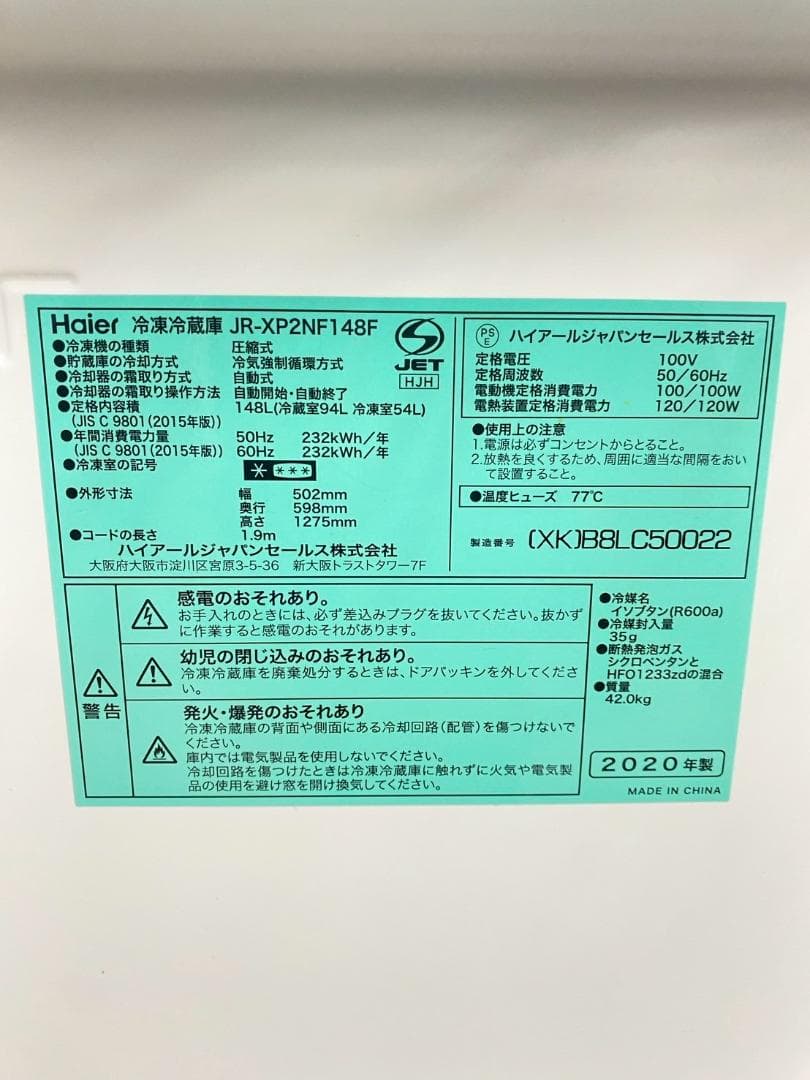 Haier 冷凍冷蔵庫 JR-XP2NF148F
●冷凍機の種類 圧縮式
●貯蔵庫の冷却方式 冷気強制循環方式
●冷却器の霜取り方式 自動式
●冷却器の霜取り操作方法 自動開始・自動終了
●定格内容積 148L(冷蔵室94L 冷凍室54L)
(JIS C 9801(2015年版))
●年間消費電力量 50Hz 232kWh/年
(JIS C 9801(2015年版)) 60Hz 232kWh/年
●冷凍室の記号
●外形寸法 幅 502mm
奥行 598mm
高さ 1275mm
●コードの長さ 1.9m
ハイアールジャパンセールス株式会社
大阪府大阪市淀川区宮原3-5-36 新大阪トラストタワー7F
S
JET
HJH
PS
E
ハイアールジャパンセールス株式会社
定格電圧 100V
定格周波数 50/60Hz
電動機定格消費電力 100/100W
電熱装置定格消費電力 120/120W
●使用上の注意
1.電源は必ずコンセントからとること。
2.放熱を良くするため、周囲に適当な間隔をおい
て設置すること。
●温度ヒューズ 77℃
製造番号 (XK)B8LC50022
警告
感電のおそれあり。
お手入れのときには、必ず差込みプラグを抜いてください。抜かず
に作業すると感電のおそれがあります。
幼児の閉じ込みのおそれあり。
冷凍冷蔵庫を廃棄処分するときは、ドアパッキンを外してくださ
い。
発火・爆発のおそれあり
冷凍冷蔵庫の背面や側面にある冷却回路(配管)を傷つけないで
ください。
庫内では電気製品を使用しないでください。
冷却回路を傷つけたときは冷凍冷蔵庫に触れずに火気や電気製
品の使用を避け窓を開け換気してください。
●冷媒名
イソブタン(R600a)
●冷媒封入量
35g
●断熱発泡ガス
シクロペンタンと
HFO1233zdの混合
●質量
42.0kg
2020年製
MADE IN CHINA